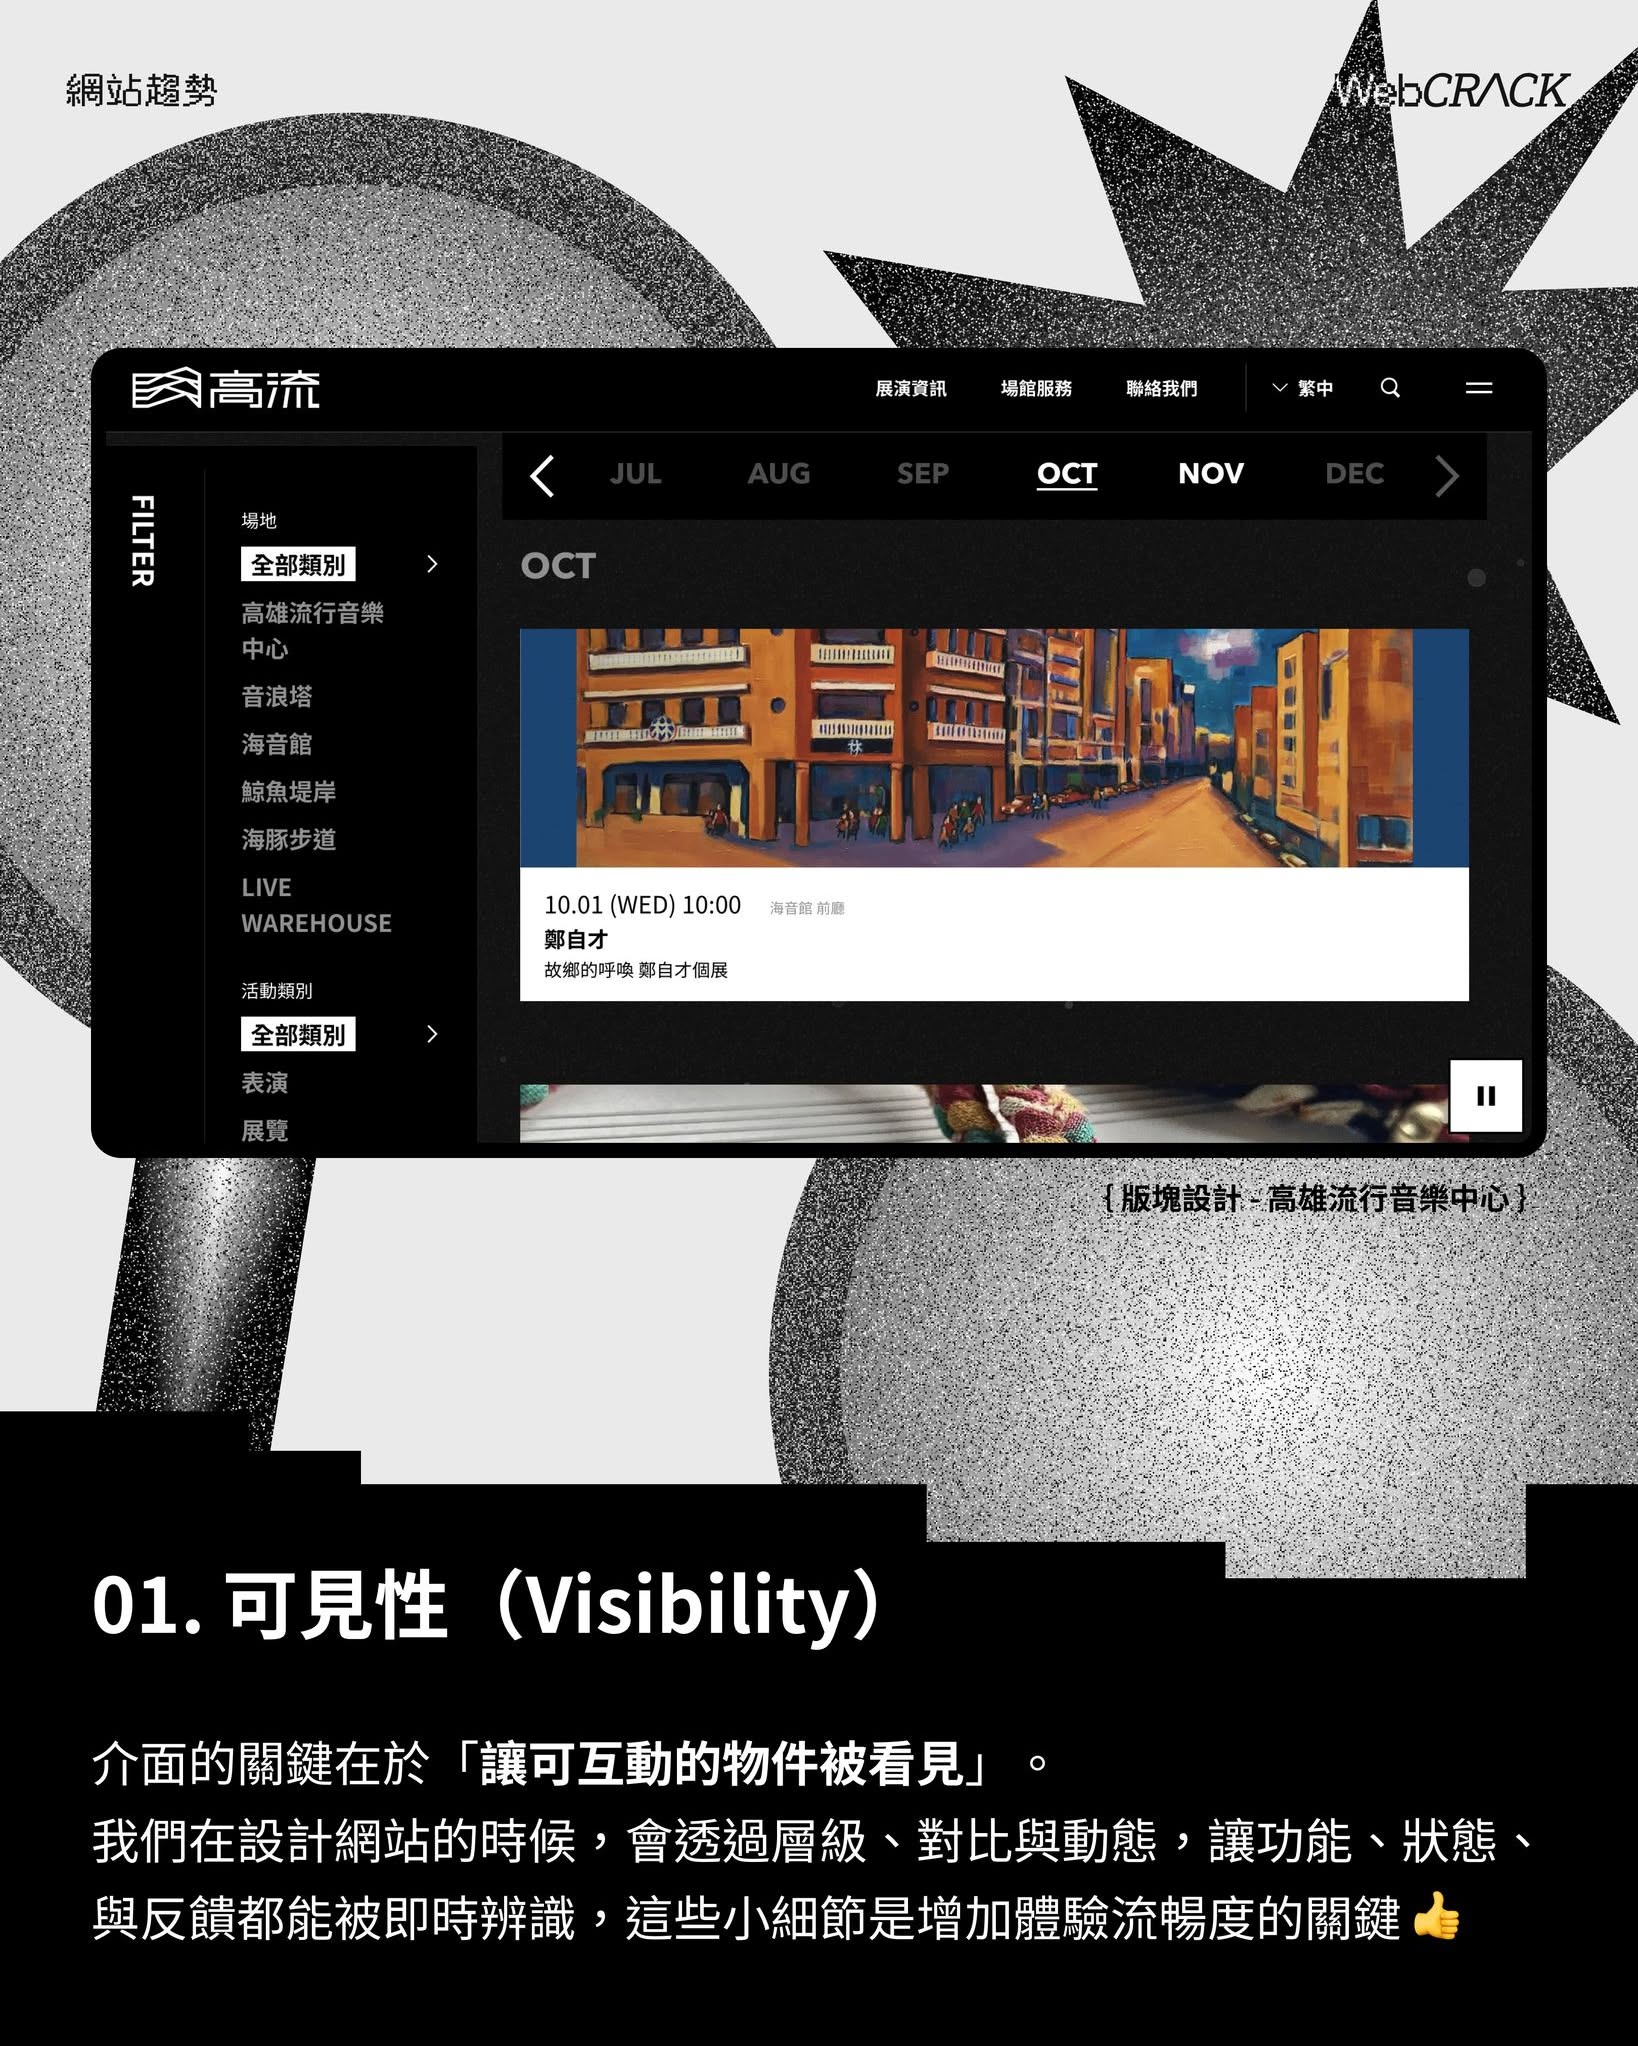 網站趨勢
WebCRΛCK
高流
展演資訊 場館服務 聯絡我們 繁中
JUL AUG SEP OCT NOV DEC
FILTER
場地
全部類別
高雄流行音樂
中心
音浪塔
海音館
鯨魚堤岸
海豚步道
LIVE
WAREHOUSE
活動類別
全部類別
表演
展覽
OCT
林
林
10.01 (WED) 10:00 海音館 前廳
鄭自才
故鄉的呼喚 鄭自才個展
{ 版塊設計 - 高雄流行音樂中心 }
01. 可見性（Visibility）
介面的關鍵在於「讓可互動的物件被看見」。
我們在設計網站的時候，會透過層級、對比與動態，讓功能、狀態、
與反饋都能被即時辨識，這些小細節是增加體驗流暢度的關鍵 👍